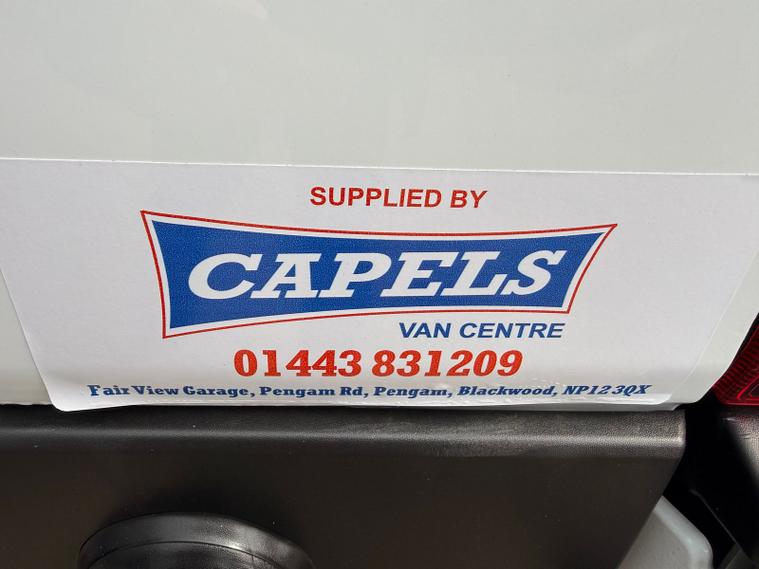 SUPPLIED BY
CAPELS
VAN CENTRE
01443 831209
Fair View Garage, Pengam Rd, Pengam, Blackwood, NP12 3QX